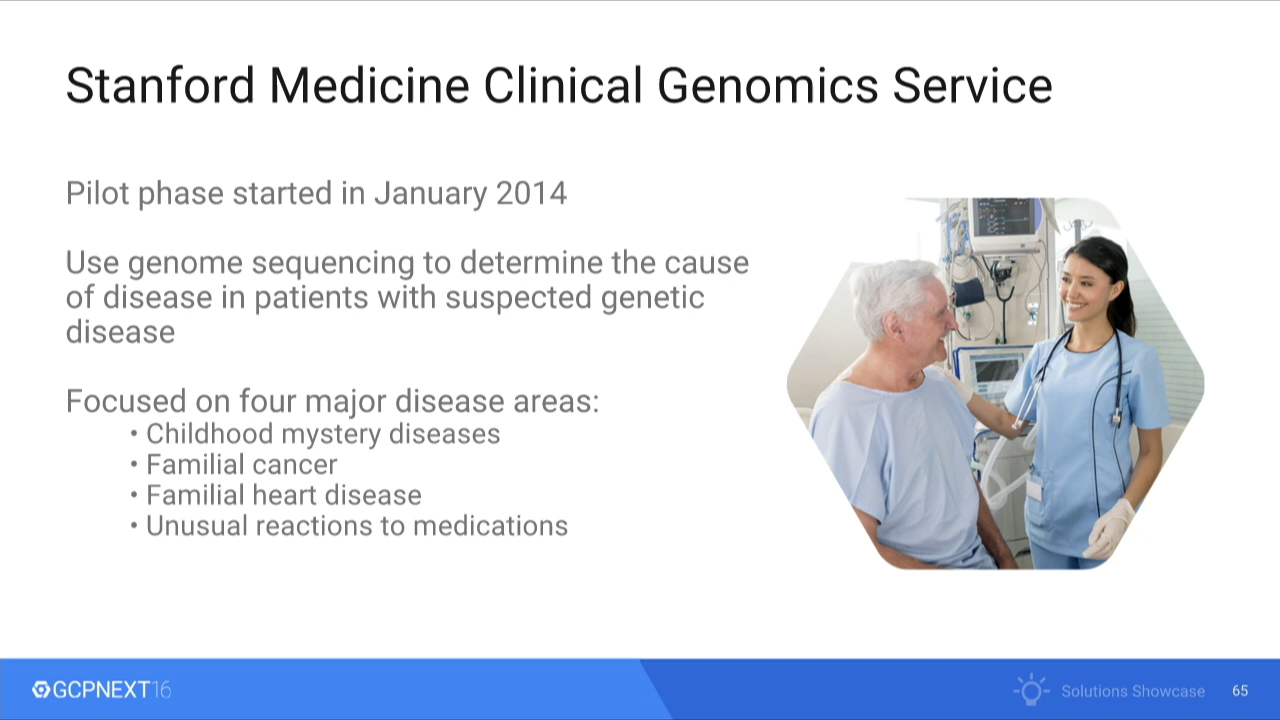 Stanford Medicine Clinical Genomics Service
Pilot phase started in January 2014
Use genome sequencing to determine the cause
of disease in patients with suspected genetic
disease
Focused on four major disease areas:
• Childhood mystery diseases
• Familial cancer
• Familial heart disease
• Unusual reactions to medications
GCPNEXT16
Solutions Showcase 65